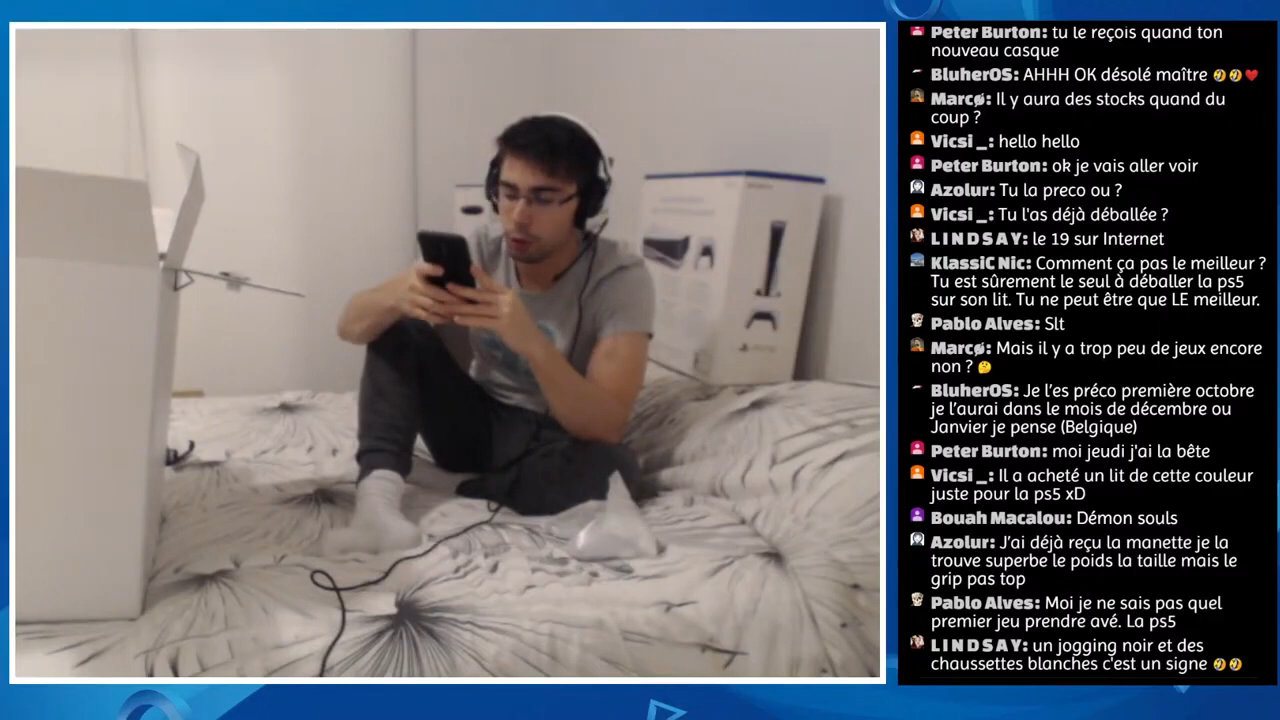 Peter Burton: tu le reçois quand ton
nouveau casque
BluherOS: AHHH OK désolé maître 🤣🤣❤️
Marcø: Il y aura des stocks quand du
coup ?
Vicsi _: hello hello
Peter Burton: ok je vais aller voir
Azolur: Tu la preco ou ?
Vicsi _: Tu l'as déjà déballée ?
L I N D S A Y: le 19 sur Internet
KlassiC Nic: Comment ça pas le meilleur ?
Tu est sûrement le seul à déballer la ps5
sur son lit. Tu ne peut être que LE meilleur.
Pablo Alves: Slt
Marcø: Mais il y a trop peu de jeux encore
non ? 🤔
BluherOS: Je l'es préco première octobre
je l'aurai dans le mois de décembre ou
Janvier je pense (Belgique)
Peter Burton: moi jeudi j'ai la bête
Vicsi _: Il a acheté un lit de cette couleur
juste pour la ps5 xD
Bouah Macalou: Démon souls
Azolur: J'ai déjà reçu la manette je la
trouve superbe le poids la taille mais le
grip pas top
Pablo Alves: Moi je ne sais pas quel
premier jeu prendre avé. La ps5
L I N D S A Y: un jogging noir et des
chaussettes blanches c'est un signe 🤣🤣